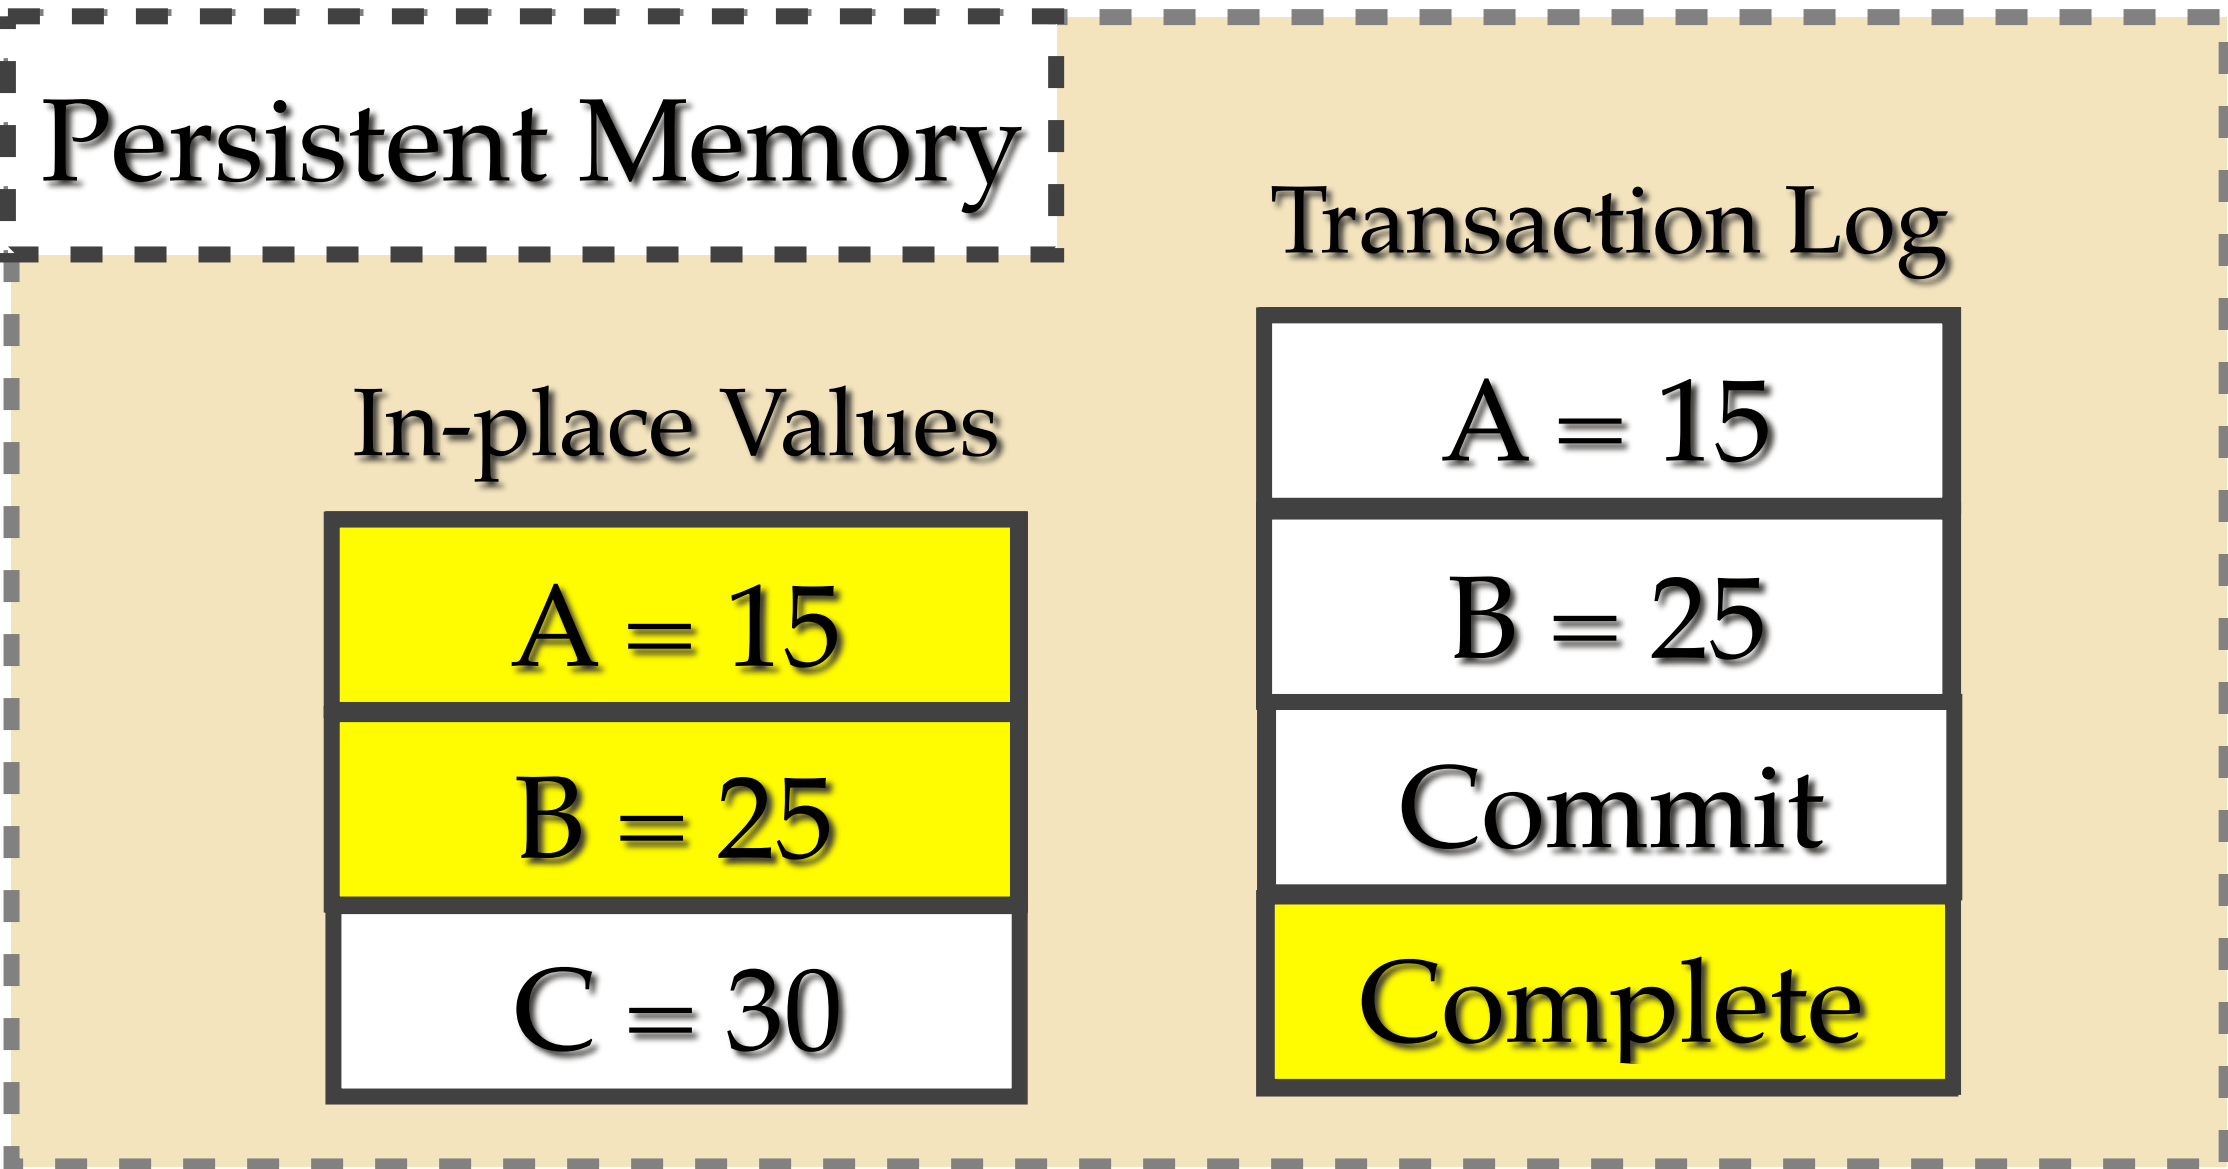 Persistent Memory
In-place Values
A = 15
B = 25
C = 30
Transaction Log
A = 15
B = 25
Commit
Complete